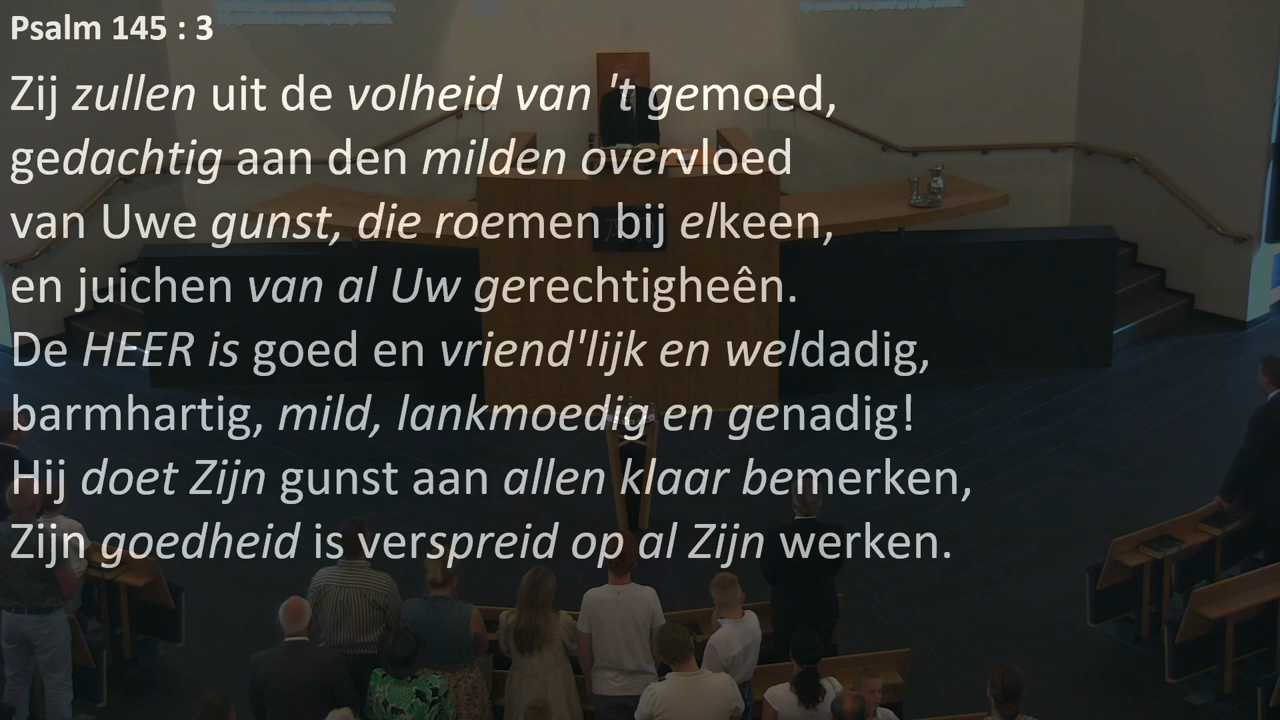 Psalm 145 : 3
Zij zullen uit de volheid van 't gemoed,
gedachtig aan den milden overvloed
van Uwe gunst, die roemen bij elkeen,
en juichen van al Uw gerechtigheên.
De HEER is goed en vriend'lijk en weldadig,
barmhartig, mild, lankmoedig en genadig!
Hij doet Zijn gunst aan allen klaar bemerken,
Zijn goedheid is verspreid op al Zijn werken.